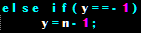 else if(y==-1)
y=n-1;